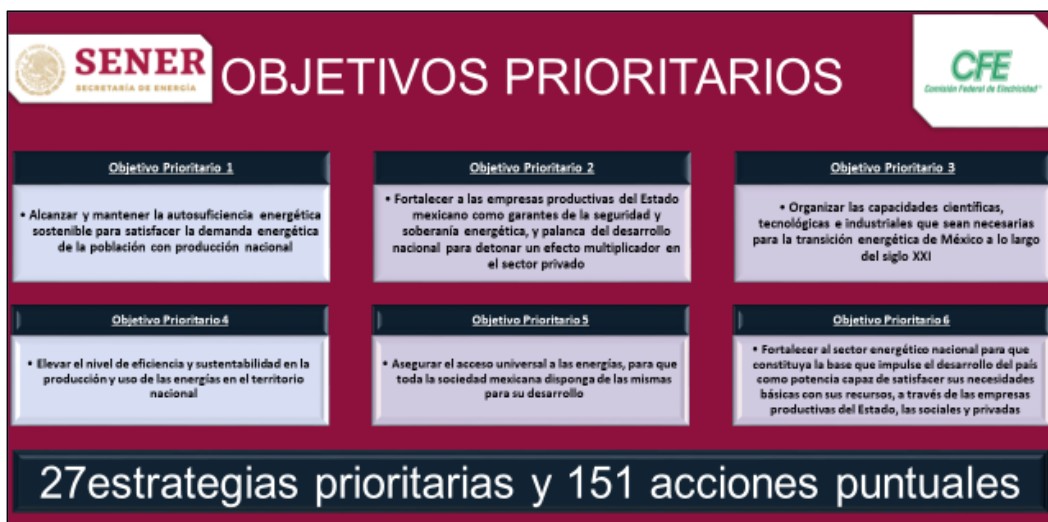 SENER
SECRETARÍA DE ENERGÍA
OBJETIVOS PRIORITARIOS
CFE
Comisión Federal de Electricidad
Objetivo Prioritario 1
• Alcanzar y mantener la autosuficiencia energética
sostenible para satisfacer la demanda energética
de la población con producción nacional
Objetivo Prioritario 2
• Fortalecer a las empresas productivas del Estado
mexicano como garantes de la seguridad y
soberanía energética, y palanca del desarrollo
nacional para detonar un efecto multiplicador en
el sector privado
Objetivo Prioritario 3
• Organizar las capacidades científicas,
tecnológicas e industriales que sean necesarias
para la transición energética de México a lo largo
del siglo XXI
Objetivo Prioritario 4
• Elevar el nivel de eficiencia y sustentabilidad en la
producción y uso de las energías en el territorio
nacional
Objetivo Prioritario 5
• Asegurar el acceso universal a las energías, para que
toda la sociedad mexicana disponga de las mismas
para su desarrollo
Objetivo Prioritario 6
• Fortalecer al sector energético nacional para que
constituya la base que impulse el desarrollo del país
como potencia capaz de satisfacer sus necesidades
básicas con sus recursos, a través de las empresas
productivas del Estado, las sociales y privadas
27estrategias prioritarias y 151 acciones puntuales